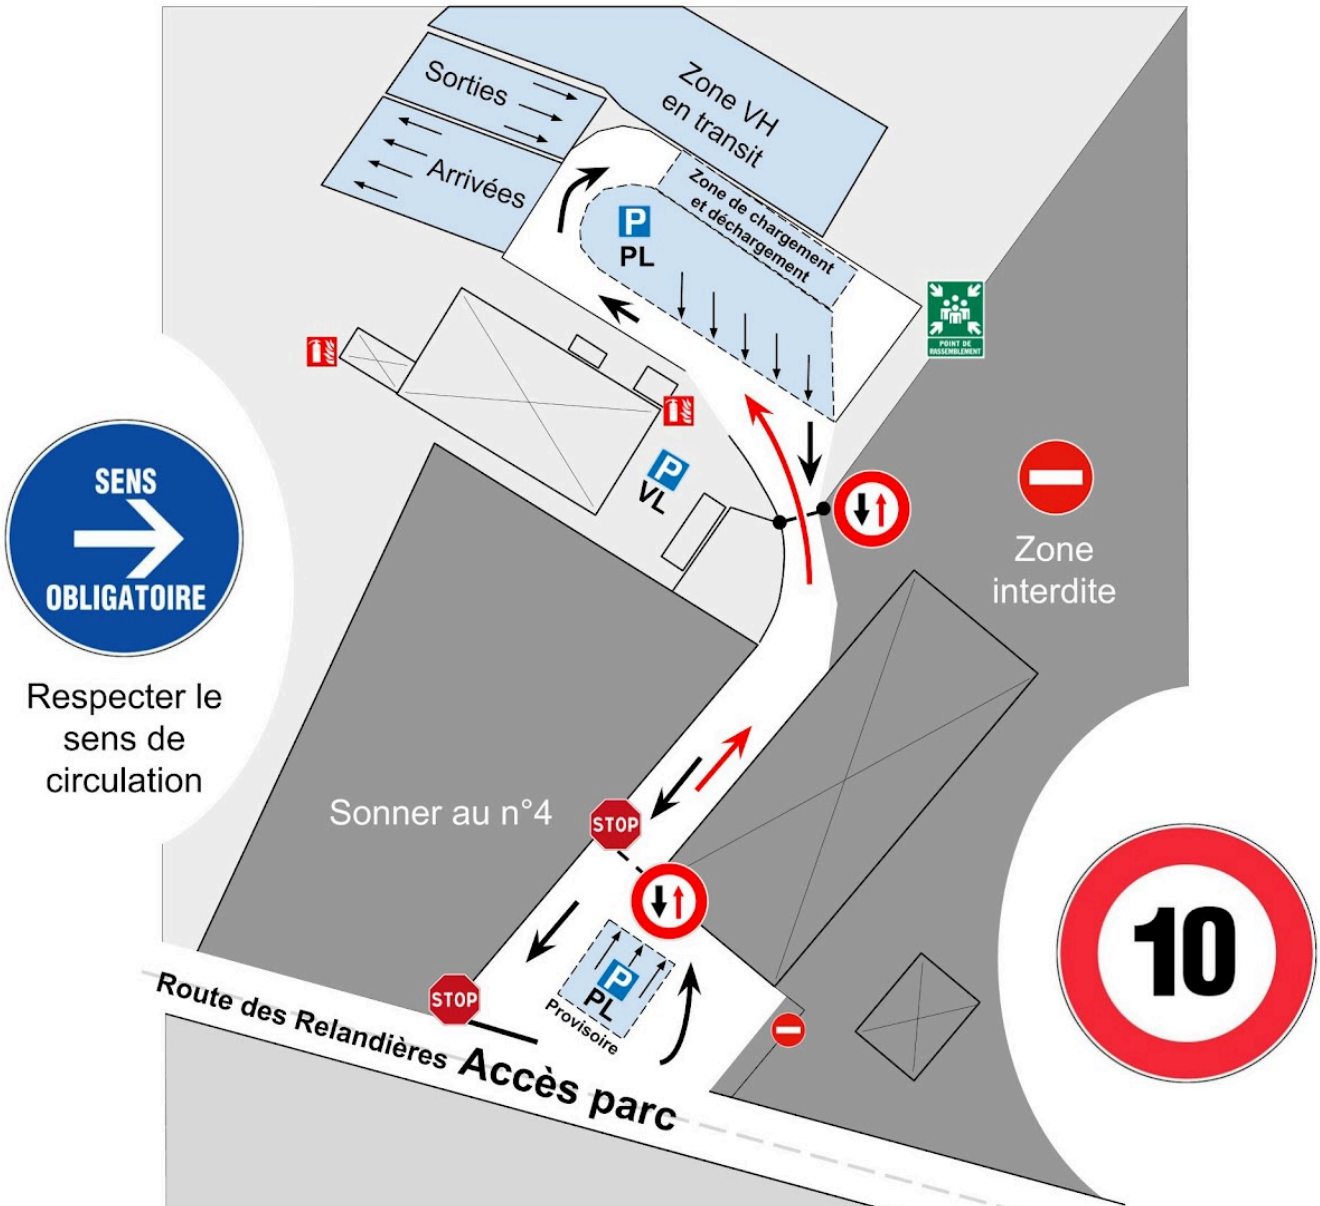 Sorties
Zone VH
en transit
Arrivées
Zone de chargement
et déchargement
P
PL
POINT DE
RASSEMBLEMENT
SENS
OBLIGATOIRE
Respecter le
sens de
circulation
P
VL
Zone
interdite
Sonner au n°4
STOP
10
STOP
P
PL
Provisoire
Route des Relandières
Accès parc